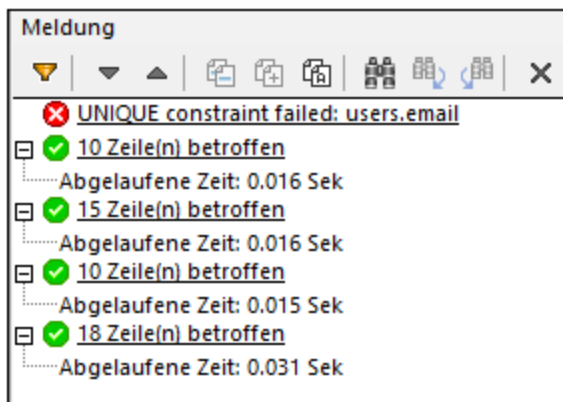 Meldung
UNIQUE constraint failed: users.email
10 Zeile(n) betroffen
Abgelaufene Zeit: 0.016 Sek
15 Zeile(n) betroffen
Abgelaufene Zeit: 0.016 Sek
10 Zeile(n) betroffen
Abgelaufene Zeit: 0.015 Sek
18 Zeile(n) betroffen
Abgelaufene Zeit: 0.031 Sek